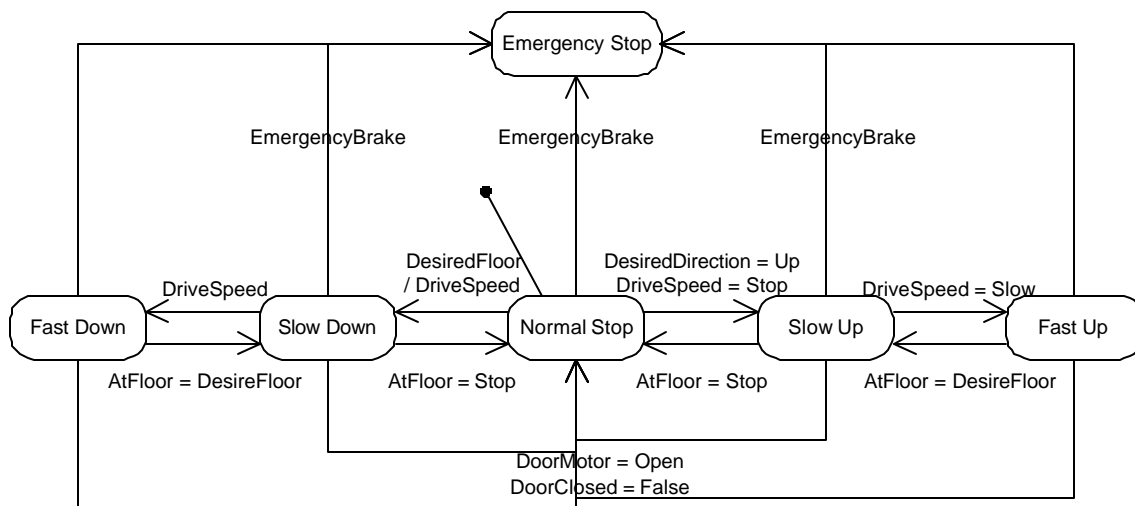 Emergency Stop
EmergencyBrake
EmergencyBrake
EmergencyBrake
DesiredFloor
/ DriveSpeed
DesiredDirection = Up
DriveSpeed = Stop
DriveSpeed
DriveSpeed = Slow
Fast Down
Slow Down
Normal Stop
Slow Up
Fast Up
AtFloor = DesireFloor
AtFloor = Stop
AtFloor = Stop
AtFloor = DesireFloor
DoorMotor = Open
DoorClosed = False